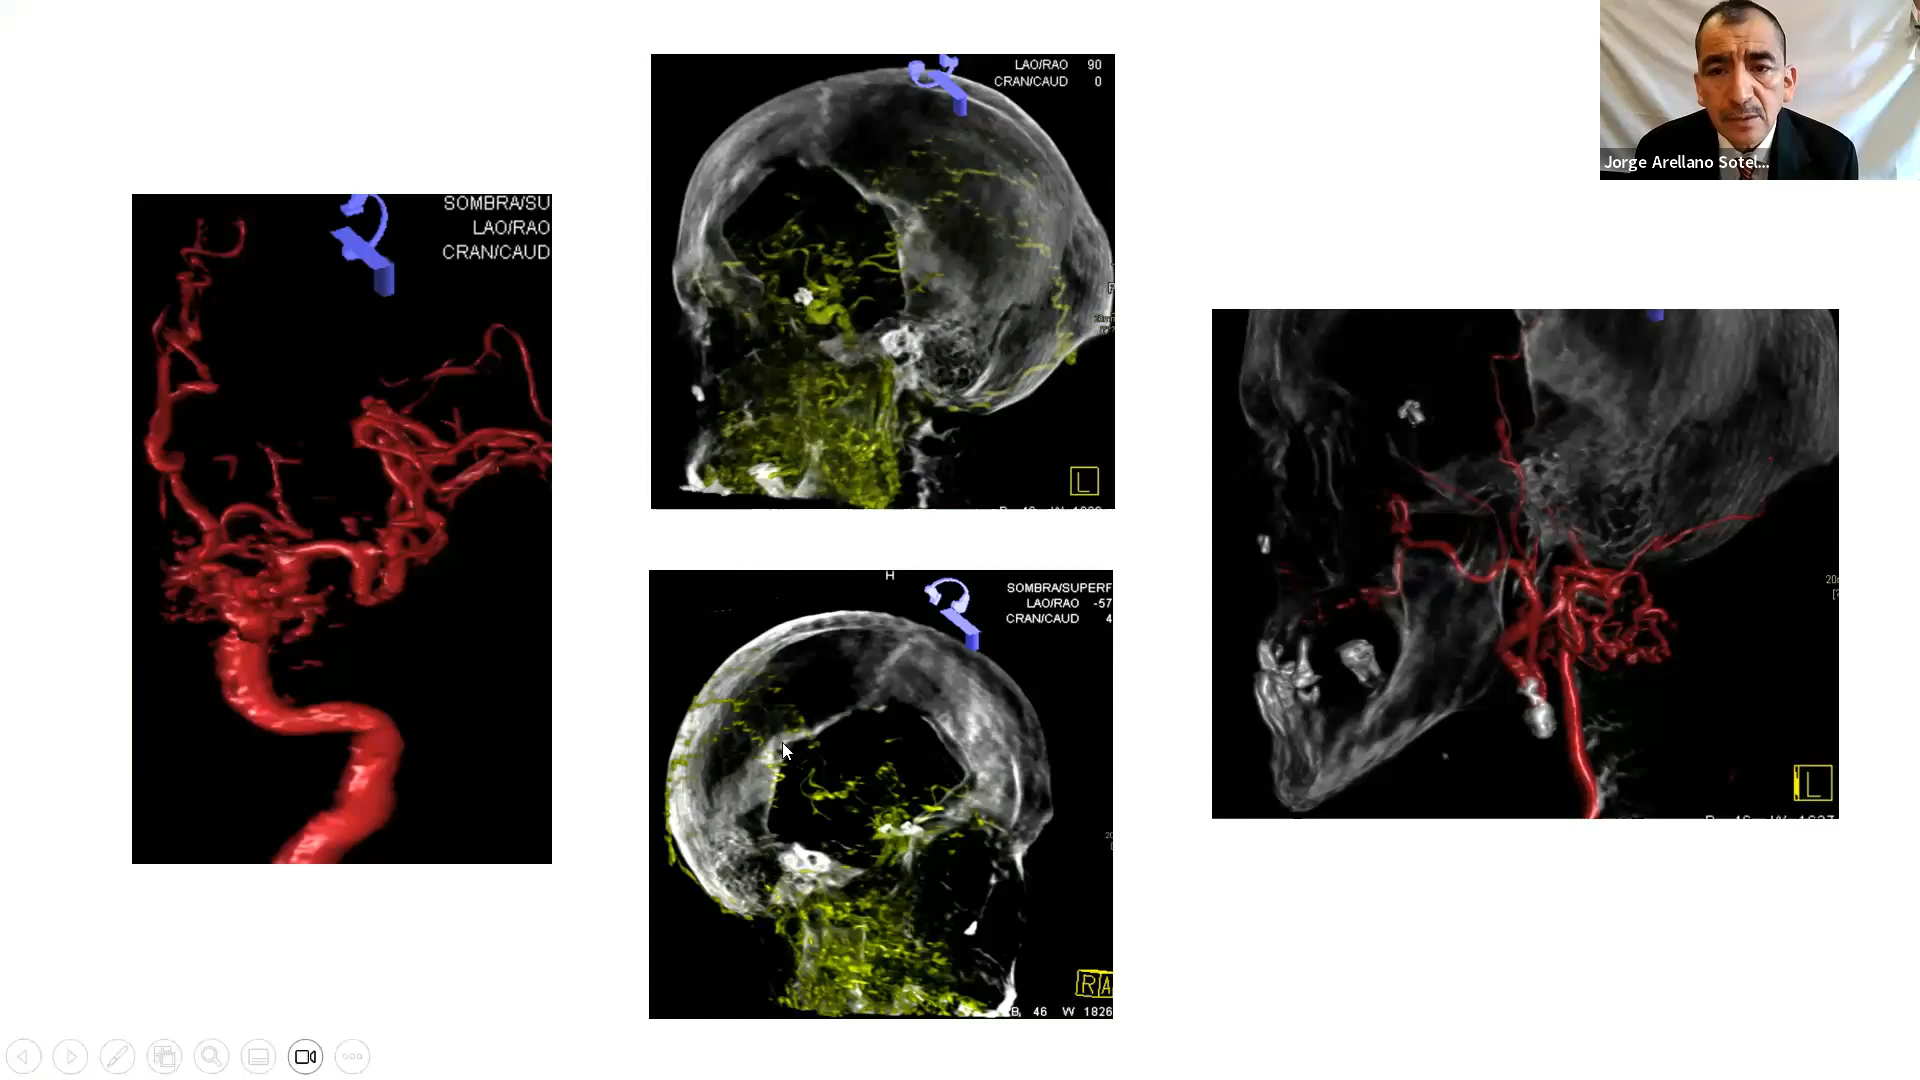 SOMBRA/SU
LAO/RAO
CRAN/CAUD
LAO/RAO 90
CRAN/CAUD 0
L
H
SOMBRA/SUPERF
LAO/RAO -57
CRAN/CAUD 4
RA
B, 46 W 1826
Jorge Arellano Sotel...
L